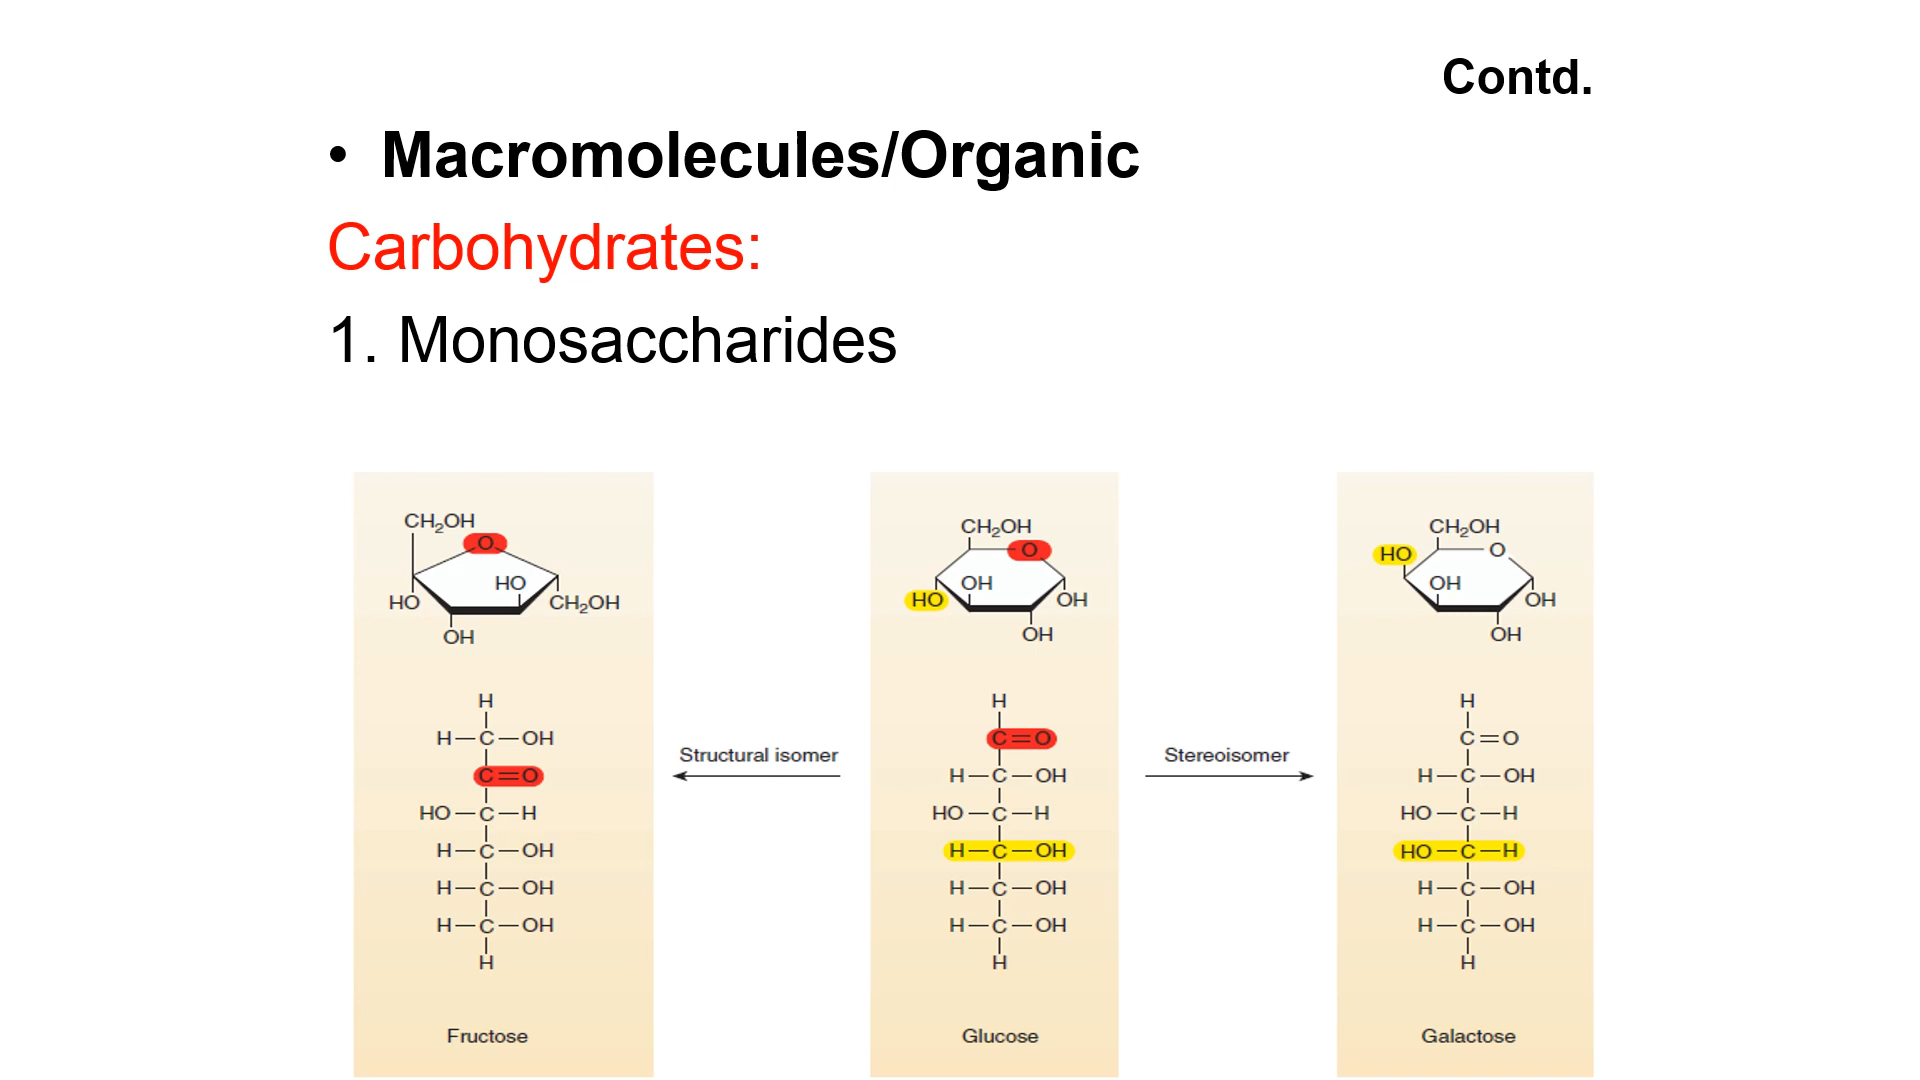 Contd.
• Macromolecules/Organic
Carbohydrates:
1. Monosaccharides
CH₂OH
O
HO
HO
CH₂OH
OH
H
H—C—OH
C=O
HO—C—H
H—C—OH
H—C—OH
H—C—OH
H
Fructose
Structural isomer
CH₂OH
O
OH
HO
OH
OH
H
C=O
H—C—OH
HO—C—H
H—C—OH
H—C—OH
H—C—OH
H
Glucose
Stereoisomer
CH₂OH
HO
O
OH
OH
OH
H
C=O
H—C—OH
HO—C—H
HO—C—H
H—C—OH
H—C—OH
H
Galactose